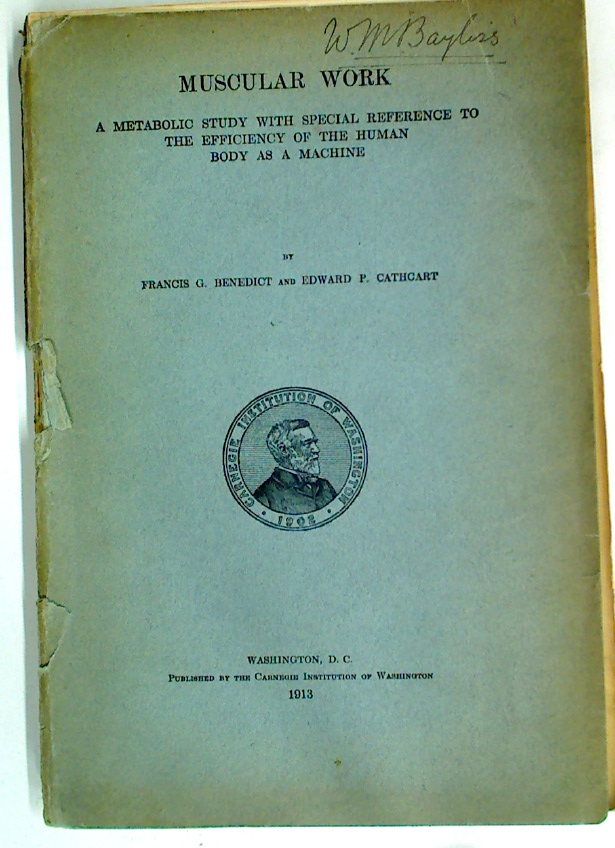 W. M. Bayliss
MUSCULAR WORK
A METABOLIC STUDY WITH SPECIAL REFERENCE TO
THE EFFICIENCY OF THE HUMAN
BODY AS A MACHINE
BY
FRANCIS G. BENEDICT AND EDWARD P. CATHCART
CARNEGIE INSTITUTION OF WASHINGTON
1902
WASHINGTON, D. C.
PUBLISHED BY THE CARNEGIE INSTITUTION OF WASHINGTON
1913